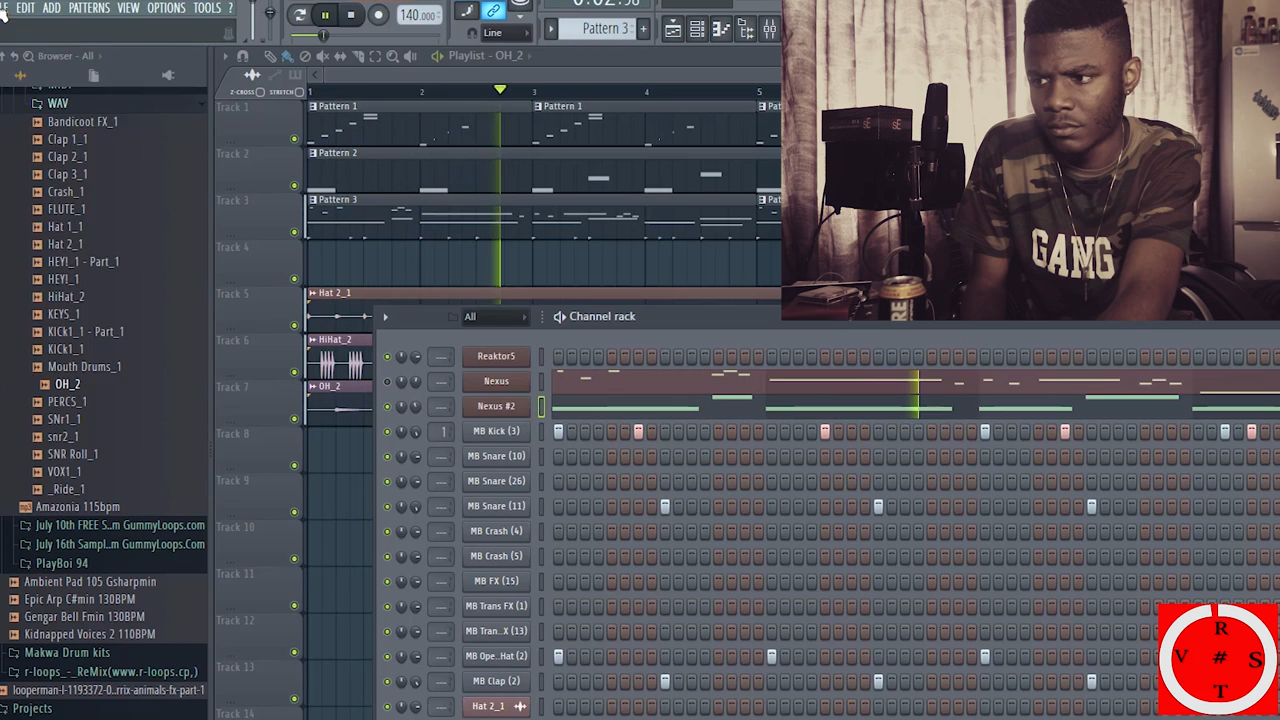 EDIT ADD PATTERNS VIEW OPTIONS TOOLS ?
140.000
Line
Pattern 3
Browser - All
Playlist - OH_2
Z-CROSS STRETCH
1 2 3 4 5
WAV
Bandicoot FX_1
Clap 1_1
Clap 2_1
Clap 3_1
Crash_1
FLUTE_1
Hat 1_1
Hat 2_1
HEY!_1 - Part_1
HEY!_1
HiHat_2
KEYS_1
KICk1_1 - Part_1
KICk1_1
Mouth Drums_1
OH_2
PERCS_1
SNr1_1
snr2_1
SNR Roll_1
VOX1_1
_Ride_1
Amazonia 115bpm
July 10th FREE S..m GummyLoops.com
July 16th Sampl..m GummyLoops.Com
PlayBoi 94
Ambient Pad 105 Gsharpmin
Epic Arp C#min 130BPM
Gengar Bell Fmin 130BPM
Kidnapped Voices 2 110BPM
Makwa Drum kits
r-loops_-_ReMix(www.r-loops.cp,)
looperman-l-1193372-0..rrix-animals-fx-part-1
Projects
Track 1
Track 2
Track 3
Track 4
Track 5
Track 6
Track 7
Track 8
Track 9
Track 10
Track 11
Track 12
Track 13
Track 14
Pattern 1
Pattern 1
Pattern 2
Pattern 3
Hat 2_1
HiHat_2
OH_2
All
Channel rack
Reaktor5
Nexus
Nexus #2
1
MB Kick (3)
MB Snare (10)
MB Snare (26)
MB Snare (11)
MB Crash (4)
MB Crash (5)
MB FX (15)
MB Trans FX (1)
MB Tran..X (13)
MB Ope..Hat (2)
MB Clap (2)
Hat 2_1
GANG
R
V # S
T